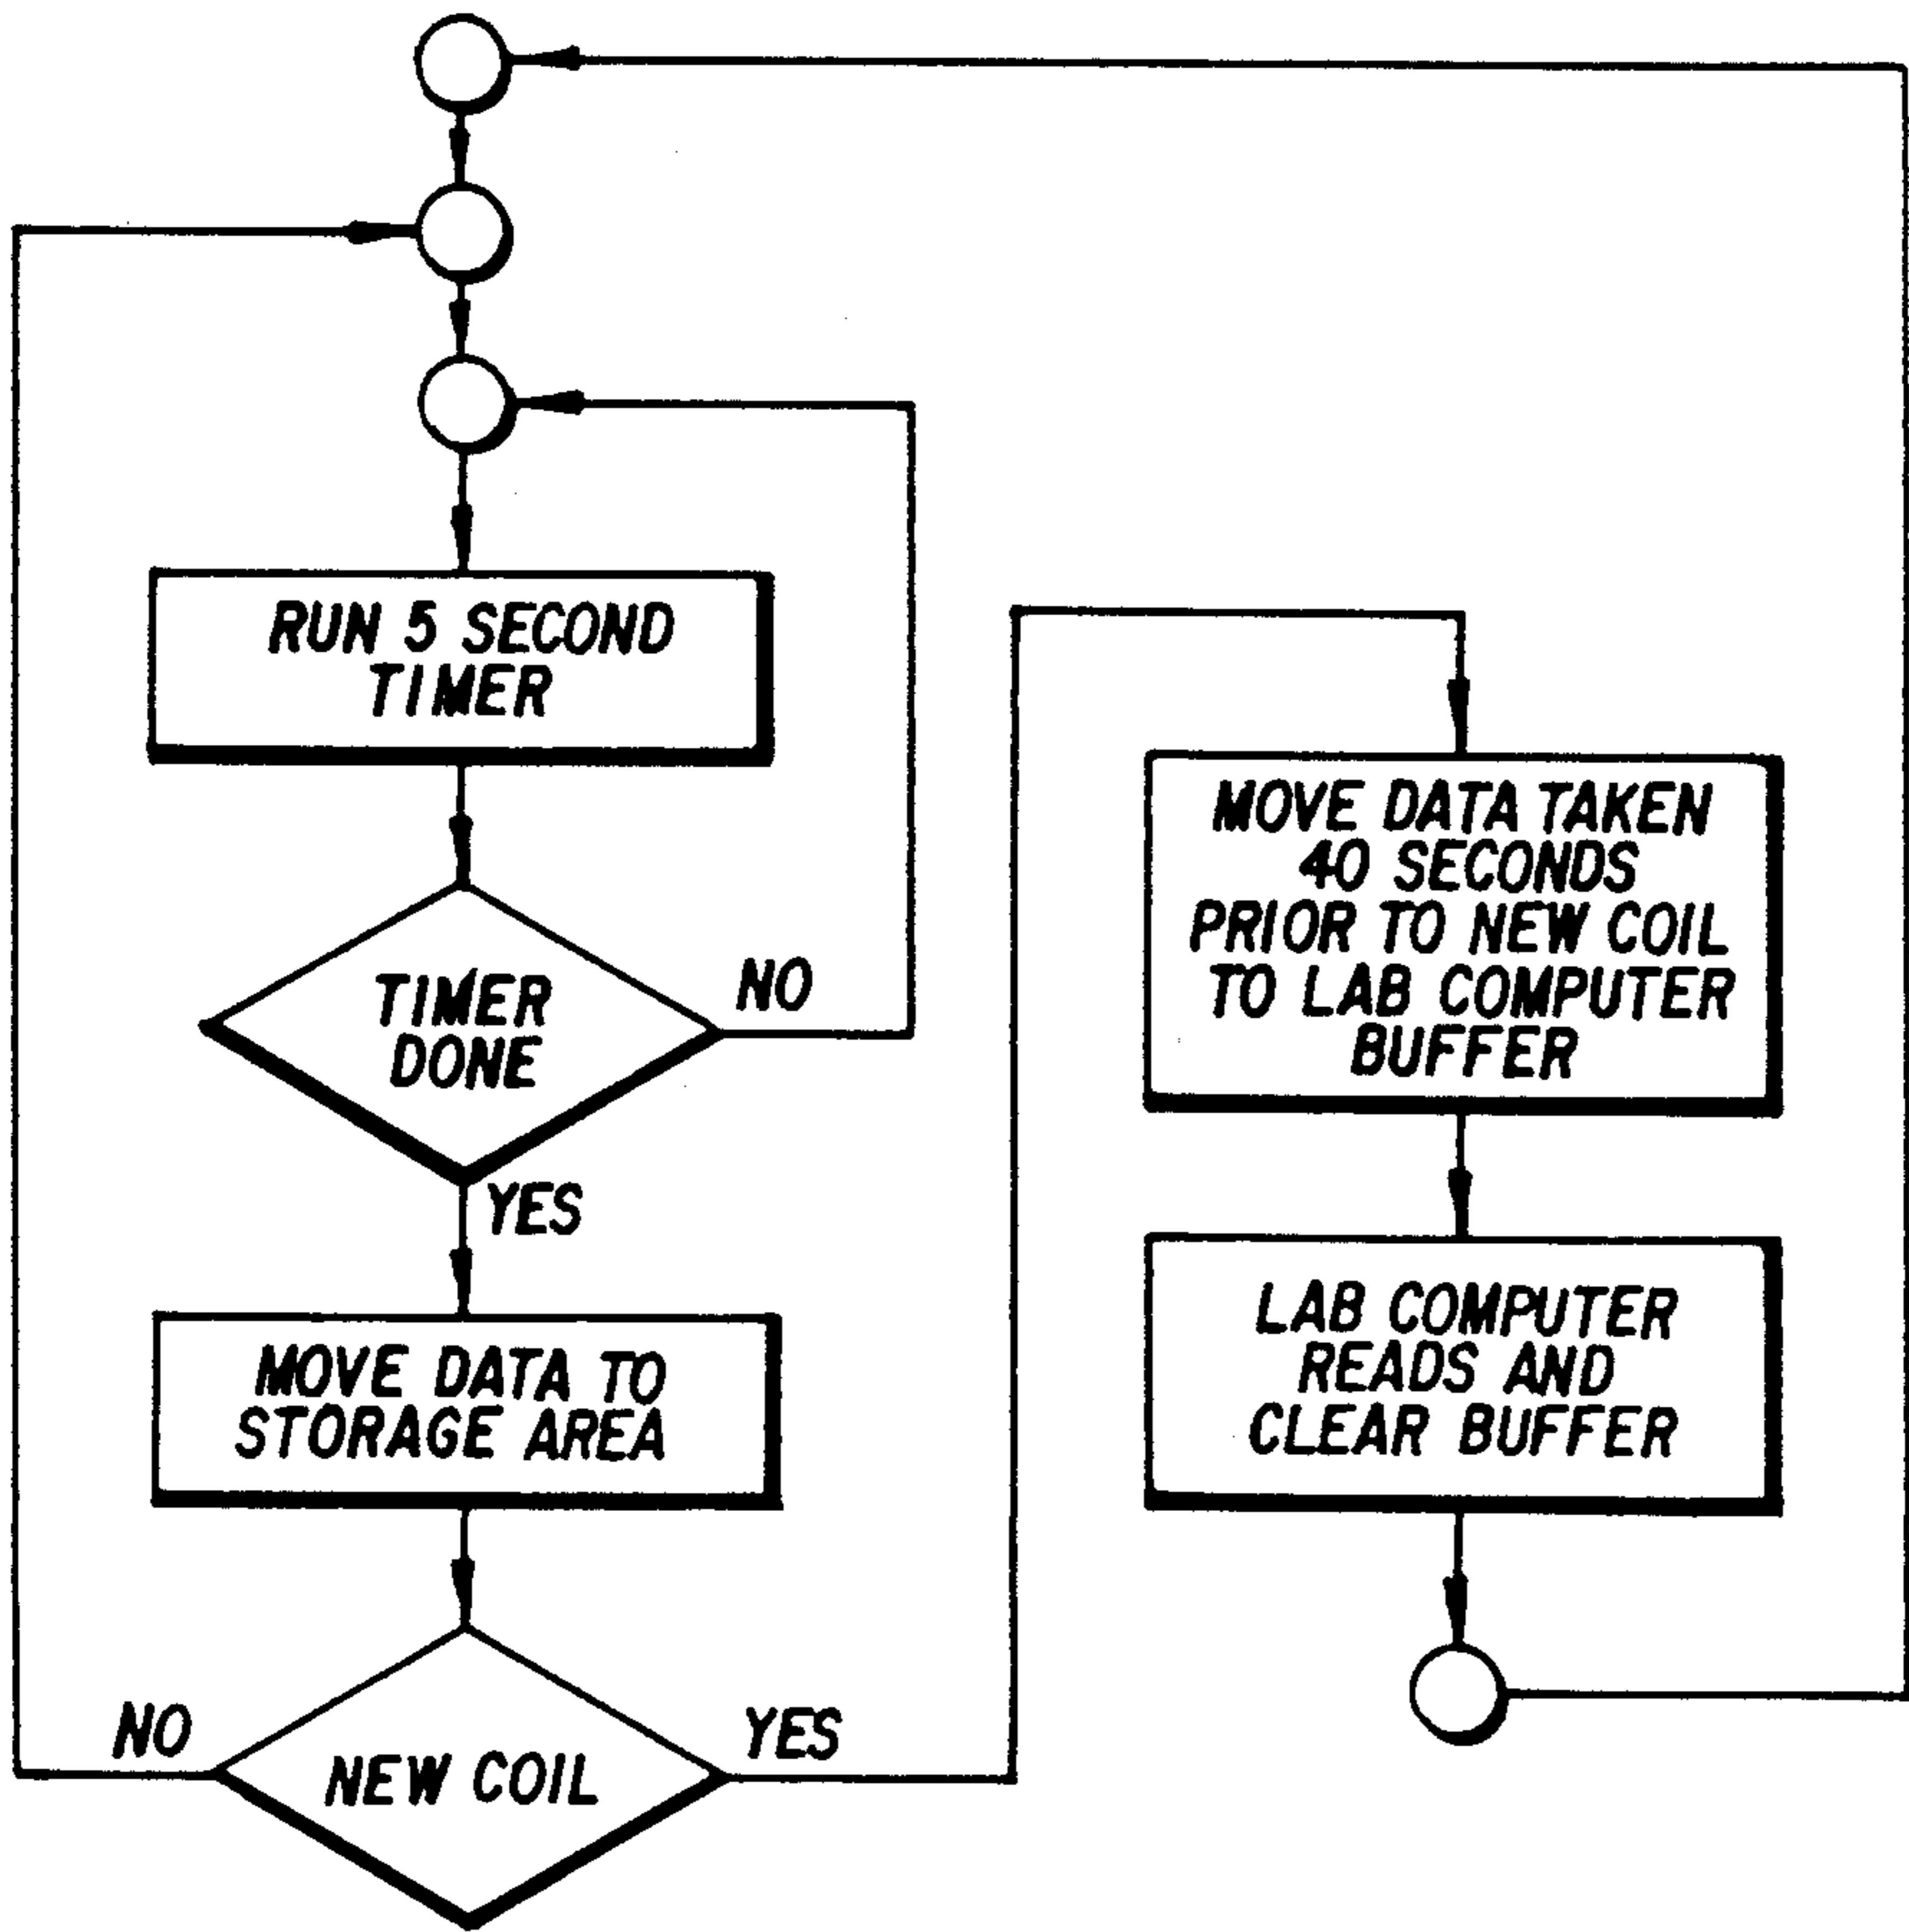 RUN 5 SECOND
TIMER
TIMER
DONE
NO
YES
MOVE DATA TO
STORAGE AREA
NEW COIL
NO
YES
MOVE DATA TAKEN
40 SECONDS
PRIOR TO NEW COIL
TO LAB COMPUTER
BUFFER
LAB COMPUTER
READS AND
CLEAR BUFFER